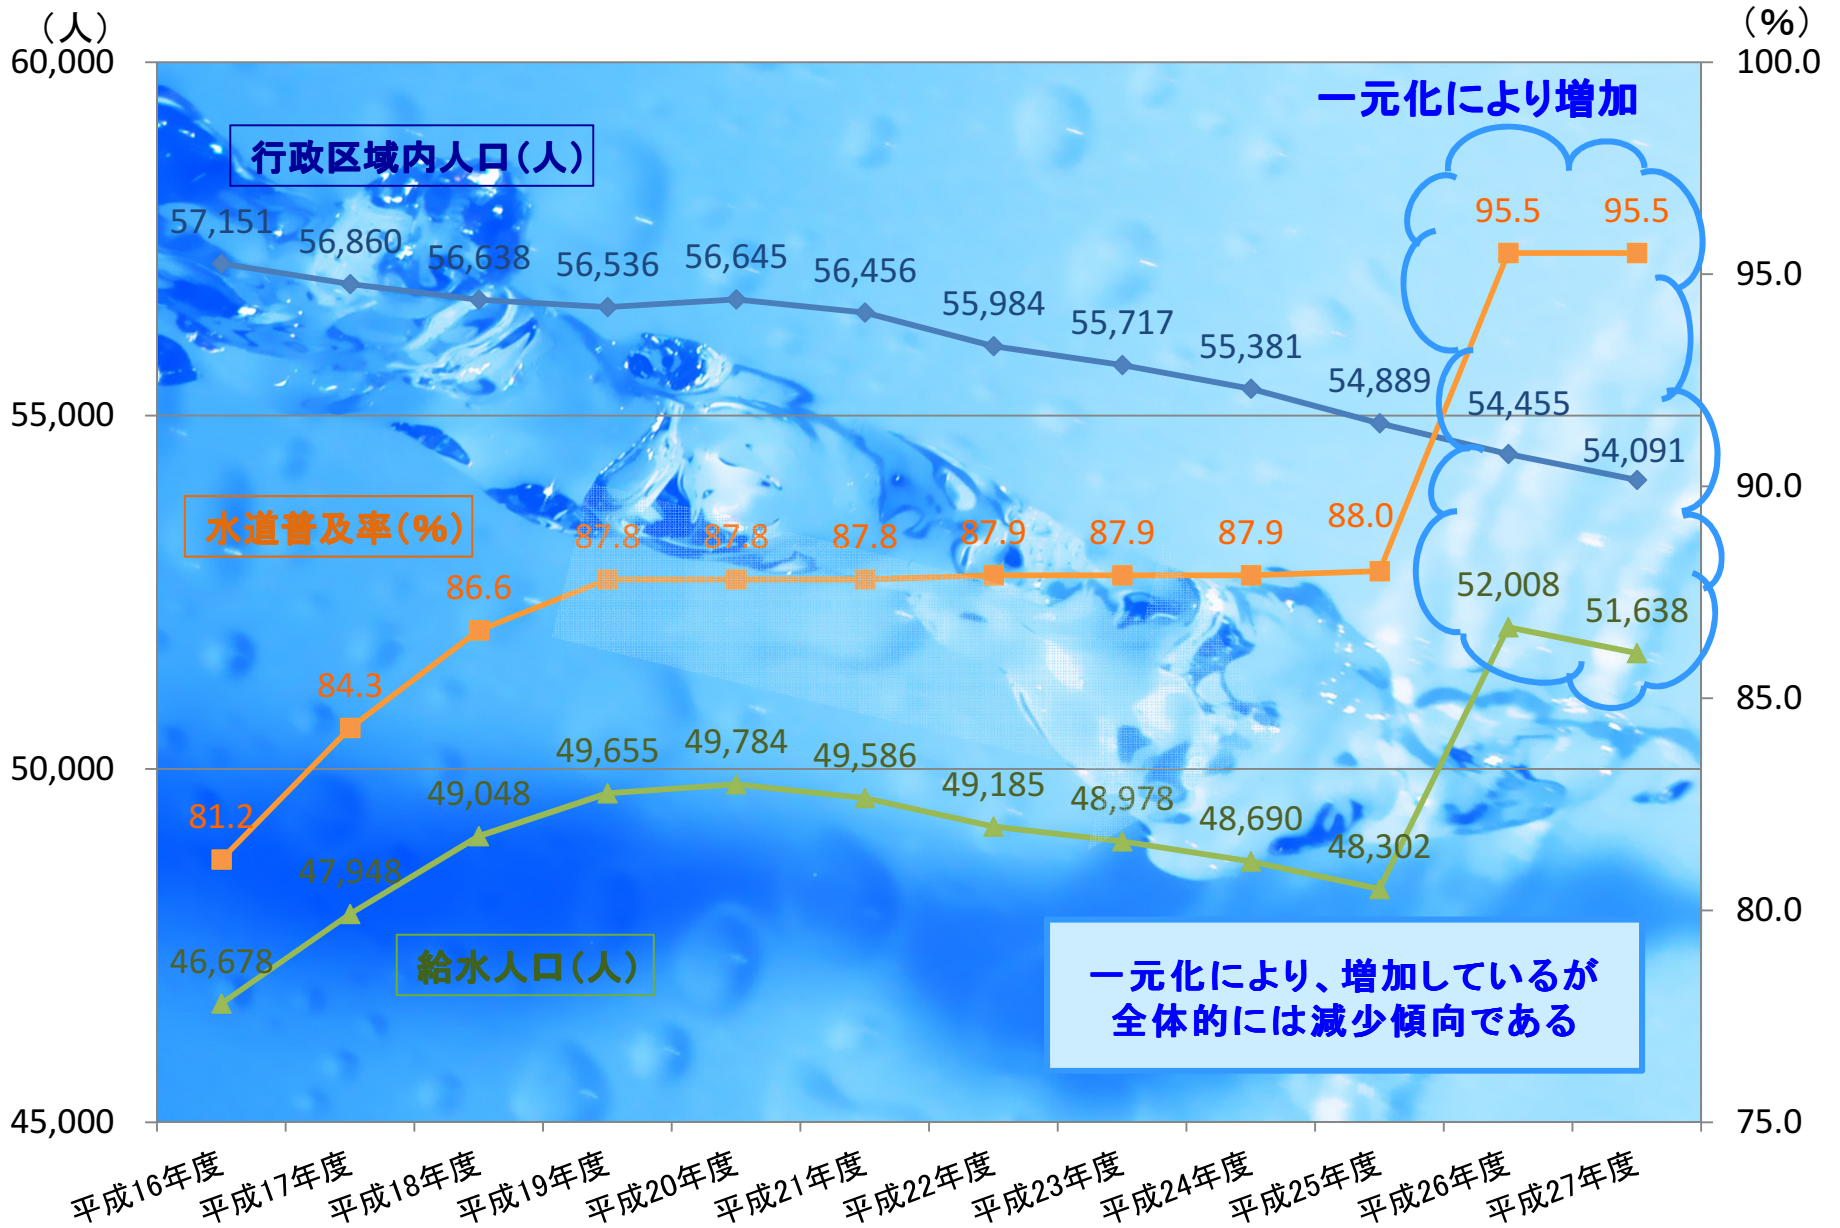 （人）
（％）
60,000
55,000
50,000
45,000
100.0
95.0
90.0
85.0
80.0
75.0
一元化により増加
行政区域内人口（人）
57,151
56,860
56,638
56,536
56,645
56,456
55,984
55,717
55,381
54,889
54,455
54,091
水道普及率（％）
81.2
84.3
86.6
87.8
87.8
87.8
87.9
87.9
87.9
88.0
95.5
95.5
給水人口（人）
46,678
47,948
49,048
49,655
49,784
49,586
49,185
48,978
48,690
48,302
52,008
51,638
一元化により、増加しているが
全体的には減少傾向である
平成16年度
平成17年度
平成18年度
平成19年度
平成20年度
平成21年度
平成22年度
平成23年度
平成24年度
平成25年度
平成26年度
平成27年度